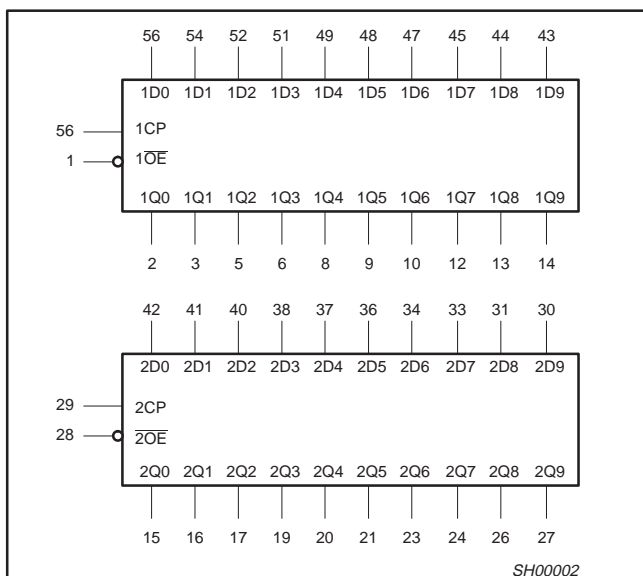 56 54 52 51 49 48 47 45 44 43
1D0 1D1 1D2 1D3 1D4 1D5 1D6 1D7 1D8 1D9
56 1CP
1 1OE
1Q0 1Q1 1Q2 1Q3 1Q4 1Q5 1Q6 1Q7 1Q8 1Q9
2 3 5 6 8 9 10 12 13 14
42 41 40 38 37 36 34 33 31 30
2D0 2D1 2D2 2D3 2D4 2D5 2D6 2D7 2D8 2D9
29 2CP
28 2OE
2Q0 2Q1 2Q2 2Q3 2Q4 2Q5 2Q6 2Q7 2Q8 2Q9
15 16 17 19 20 21 23 24 26 27
SH00002